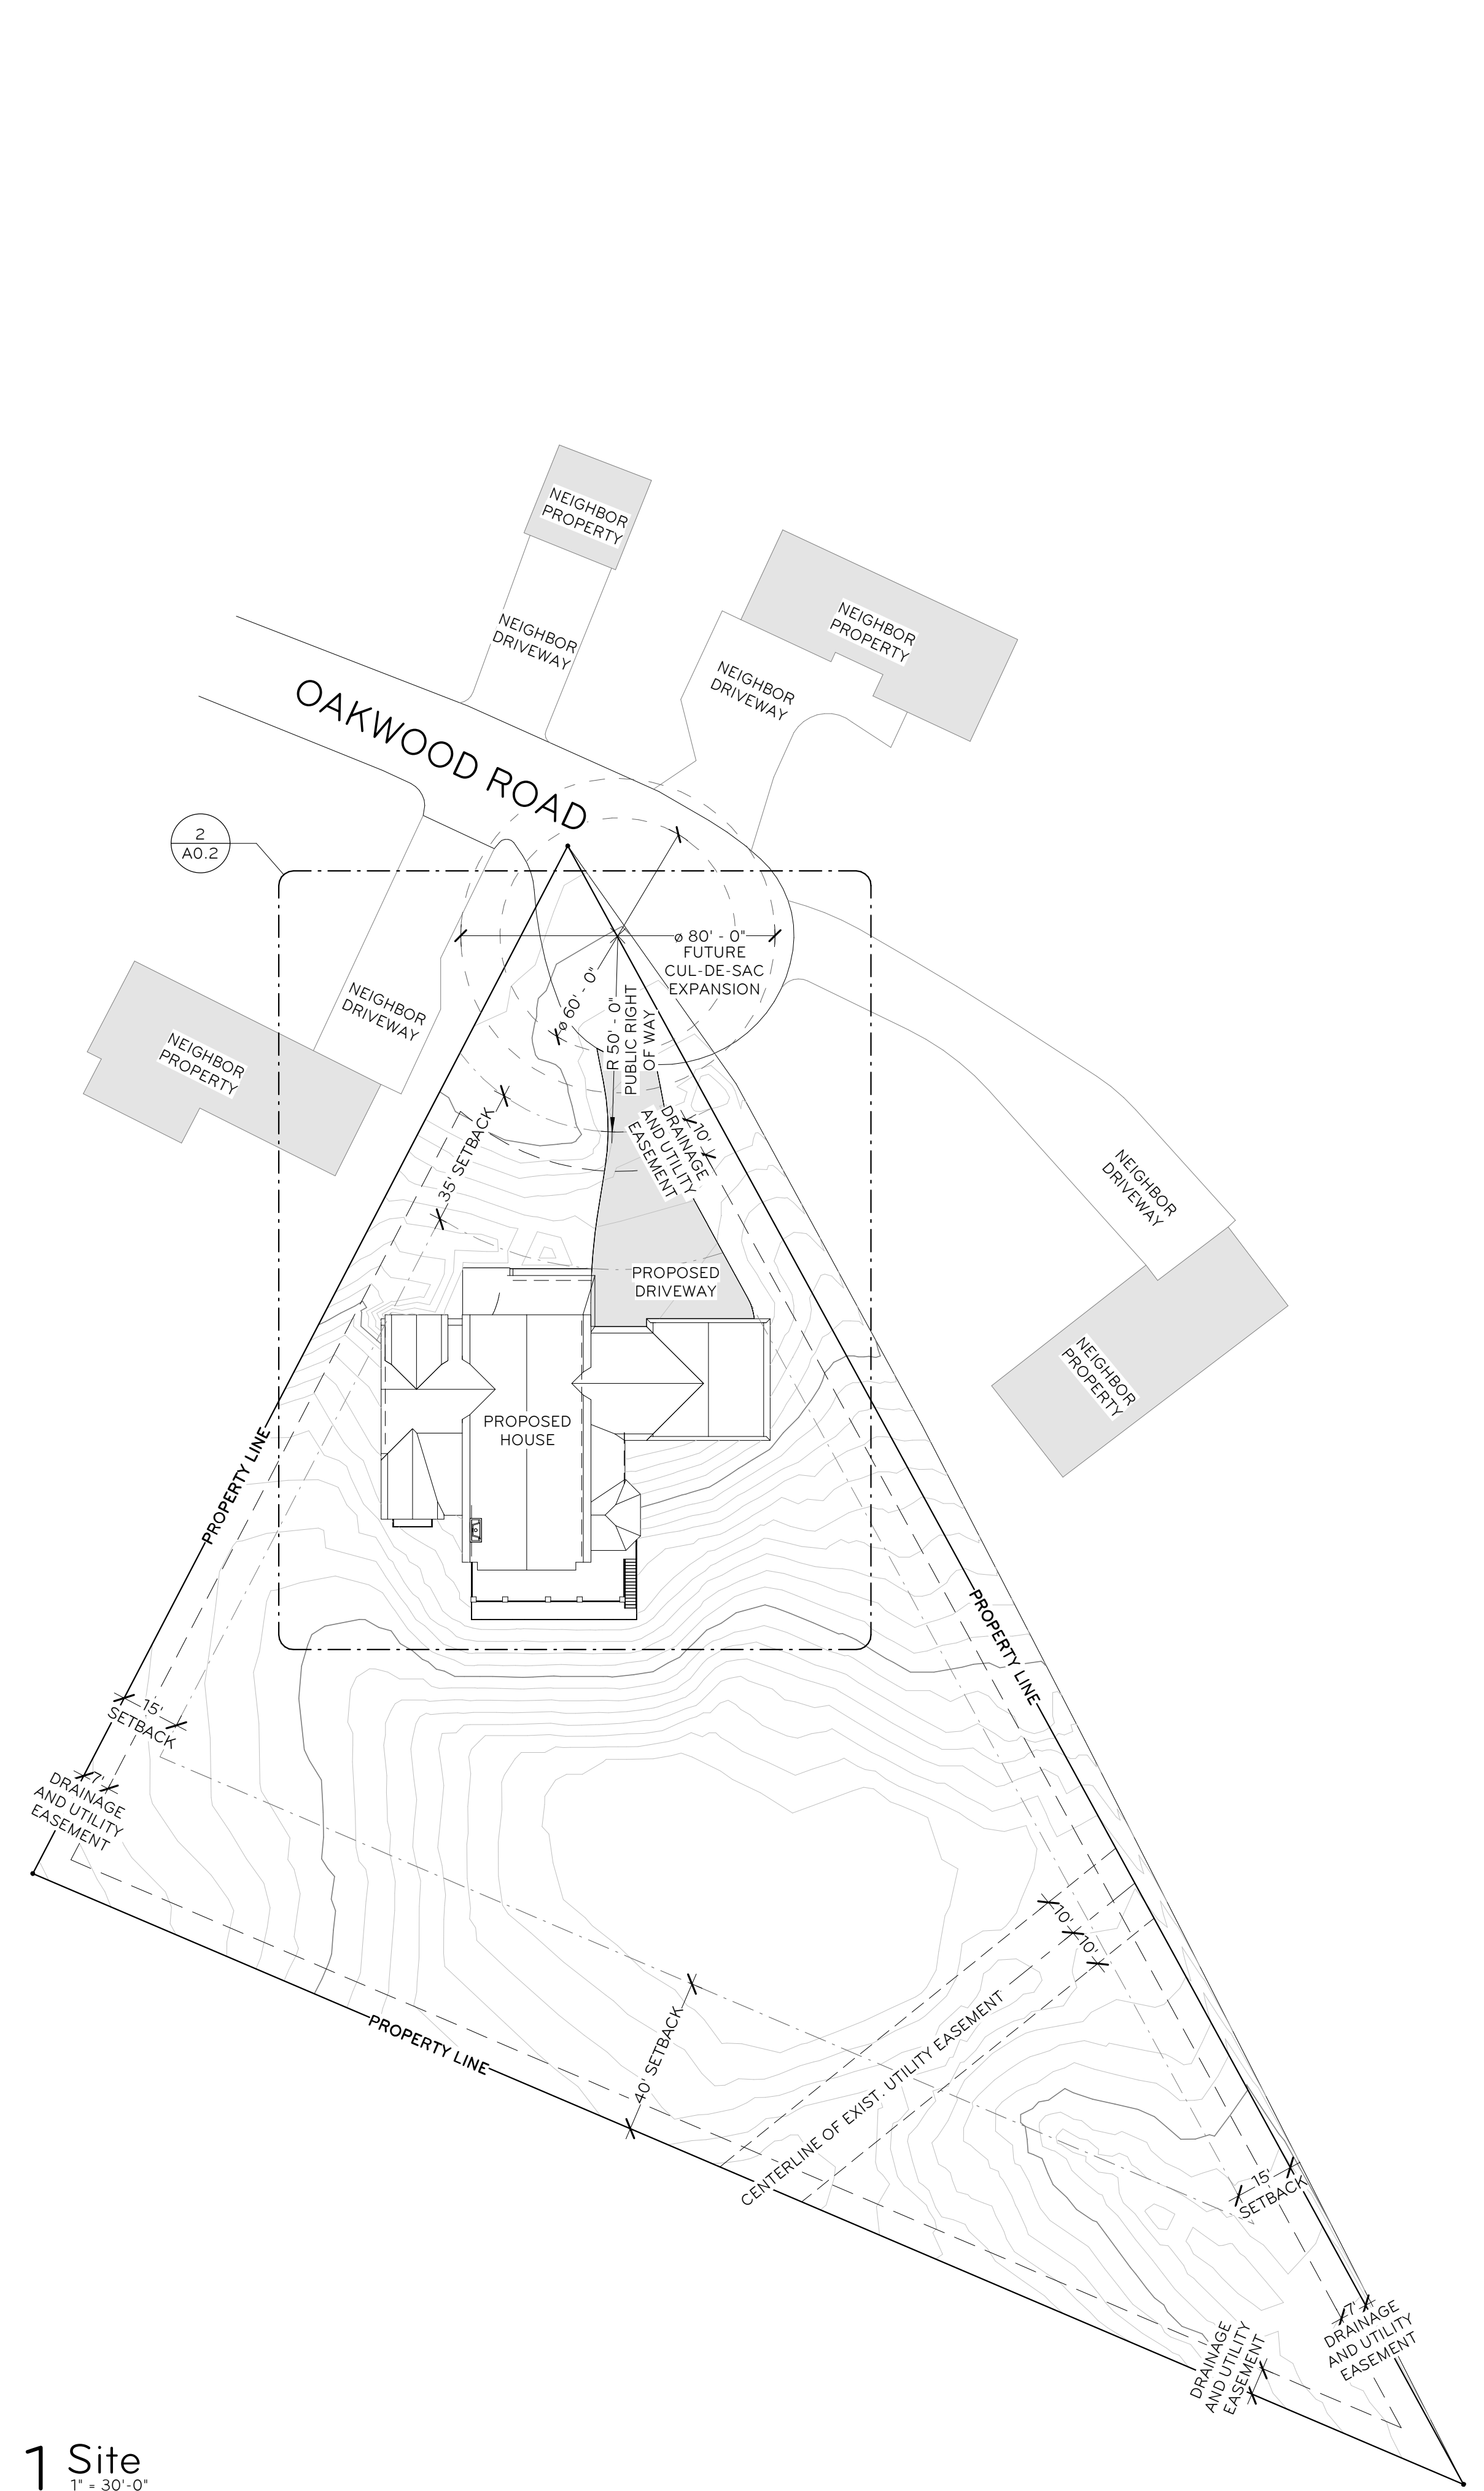 NEIGHBOR
PROPERTY
NEIGHBOR
PROPERTY
NEIGHBOR
DRIVEWAY
NEIGHBOR
DRIVEWAY
OAKWOOD ROAD
2
A0.2
ø 80' - 0"
FUTURE
CUL-DE-SAC
EXPANSION
ø 60' - 0"
R 50' - 0"
PUBLIC RIGHT
OF WAY
NEIGHBOR
DRIVEWAY
NEIGHBOR
PROPERTY
35' SETBACK
10'
DRAINAGE
AND UTILITY
EASEMENT
NEIGHBOR
DRIVEWAY
PROPOSED
DRIVEWAY
NEIGHBOR
PROPERTY
PROPOSED
HOUSE
PROPERTY LINE
PROPERTY LINE
15'
SETBACK
7'
DRAINAGE
AND UTILITY
EASEMENT
10'
10'
PROPERTY LINE
40' SETBACK
CENTERLINE OF EXIST. UTILITY EASEMENT
15'
SETBACK
7'
DRAINAGE
AND UTILITY
EASEMENT
DRAINAGE
AND UTILITY
EASEMENT
1 Site
1" = 30'-0"